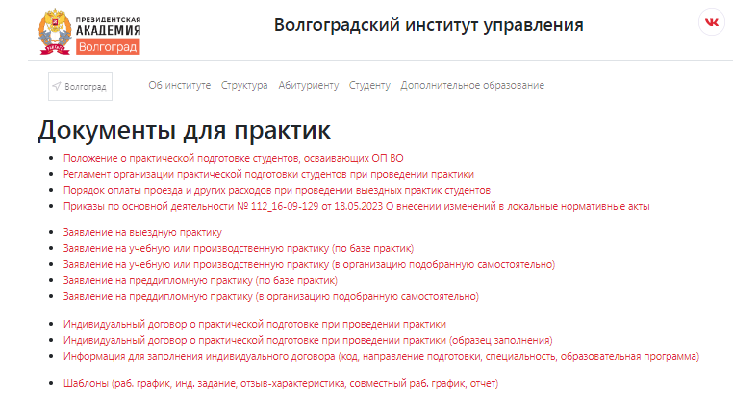 ПРЕЗИДЕНТСКАЯ
АКАДЕМИЯ
Волгоград
Волгоградский институт управления
Волгоград
Об институте Структура Абитуриенту Студенту Дополнительное образование
Документы для практик
Положение о практической подготовке студентов, осваивающих ОП ВО
Регламент организации практической подготовки студентов при проведении практики
Порядок оплаты проезда и других расходов при проведении выездных практик студентов
Приказы по основной деятельности № 112_16-09-129 от 18.05.2023 О внесении изменений в локальные нормативные акты
Заявление на выездную практику
Заявление на учебную или производственную практику (по базе практик)
Заявление на учебную или производственную практику (в организацию подобранную самостоятельно)
Заявление на преддипломную практику (по базе практик)
Заявление на преддипломную практику (в организацию подобранную самостоятельно)
Индивидуальный договор о практической подготовке при проведении практики
Индивидуальный договор о практической подготовке при проведении практики (образец заполнения)
Информация для заполнения индивидуального договора (код, направление подготовки, специальность, образовательная программа)
Шаблоны (раб. график, инд. задание, отзыв-характеристика, совместный раб. график, отчет)